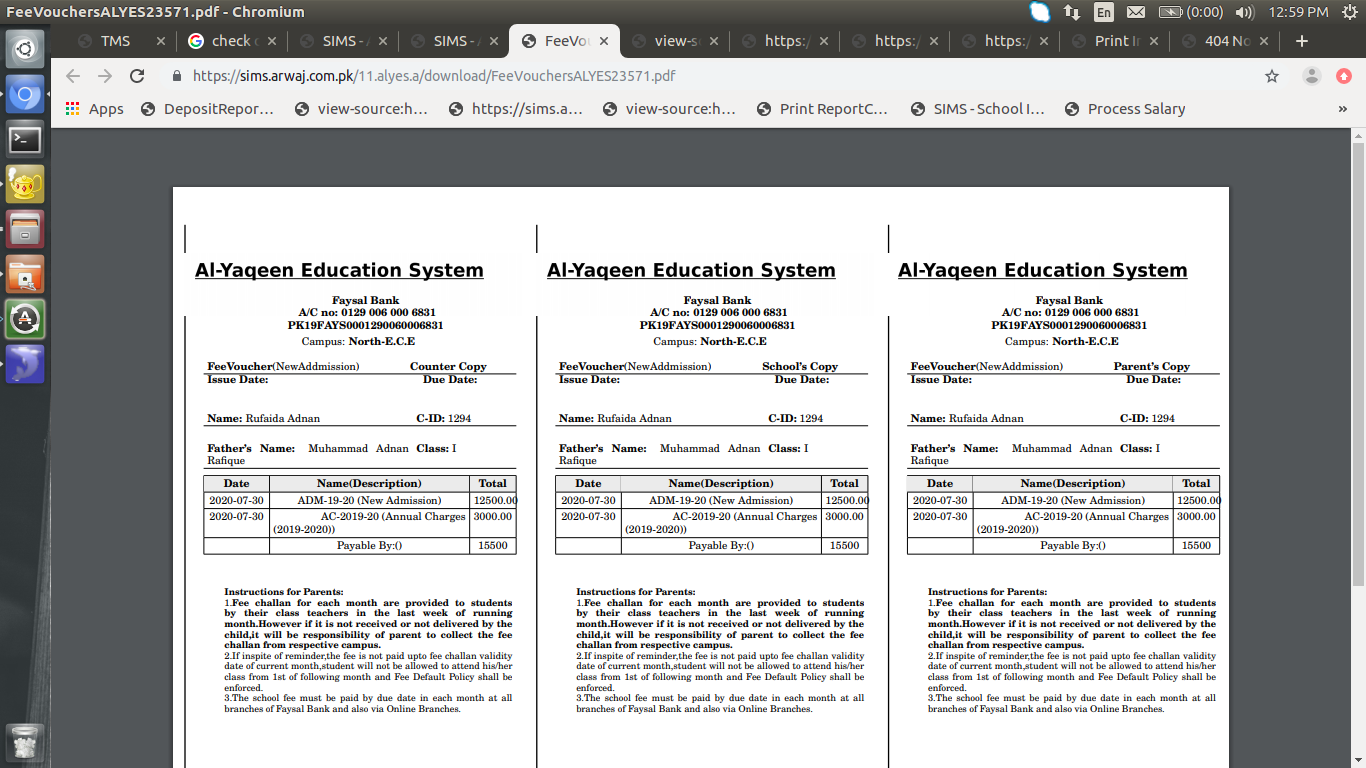 FeeVouchersALYES23571.pdf - Chromium
En
(0:00)
12:59 PM
TMS
check
SIMS -
SIMS -
FeeVou
view-s
https:/
https:/
https:/
Print I
404 No
https://sims.arwaj.com.pk/11.alyes.a/download/FeeVouchersALYES23571.pdf
Apps
DepositRepor...
view-source:h...
https://sims.a...
view-source:h...
Print ReportC...
SIMS - School I...
Process Salary
»
Al-Yaqeen Education System
Faysal Bank
A/C no: 0129 006 000 6831
PK19FAYS0001290060006831
Campus: North-E.C.E
FeeVoucher(NewAddmission) Counter Copy
Issue Date: Due Date:
Name: Rufaida Adnan C-ID: 1294
Father's Name: Muhammad Adnan Class: I
Rafique
Date Name(Description) Total
2020-07-30 ADM-19-20 (New Admission) 12500.00
2020-07-30 AC-2019-20 (Annual Charges 3000.00
(2019-2020))
Payable By:() 15500
Instructions for Parents:
1.Fee challan for each month are provided to students
by their class teachers in the last week of running
month.However if it is not received or not delivered by the
child,it will be responsibility of parent to collect the fee
challan from respective campus.
2.If inspite of reminder,the fee is not paid upto fee challan validity
date of current month,student will not be allowed to attend his/her
class from 1st of following month and Fee Default Policy shall be
enforced.
3.The school fee must be paid by due date in each month at all
branches of Faysal Bank and also via Online Branches.
Al-Yaqeen Education System
Faysal Bank
A/C no: 0129 006 000 6831
PK19FAYS0001290060006831
Campus: North-E.C.E
FeeVoucher(NewAddmission) School's Copy
Issue Date: Due Date:
Name: Rufaida Adnan C-ID: 1294
Father's Name: Muhammad Adnan Class: I
Rafique
Date Name(Description) Total
2020-07-30 ADM-19-20 (New Admission) 12500.00
2020-07-30 AC-2019-20 (Annual Charges 3000.00
(2019-2020))
Payable By:() 15500
Instructions for Parents:
1.Fee challan for each month are provided to students
by their class teachers in the last week of running
month.However if it is not received or not delivered by the
child,it will be responsibility of parent to collect the fee
challan from respective campus.
2.If inspite of reminder,the fee is not paid upto fee challan validity
date of current month,student will not be allowed to attend his/her
class from 1st of following month and Fee Default Policy shall be
enforced.
3.The school fee must be paid by due date in each month at all
branches of Faysal Bank and also via Online Branches.
Al-Yaqeen Education System
Faysal Bank
A/C no: 0129 006 000 6831
PK19FAYS0001290060006831
Campus: North-E.C.E
FeeVoucher(NewAddmission) Parent's Copy
Issue Date: Due Date:
Name: Rufaida Adnan C-ID: 1294
Father's Name: Muhammad Adnan Class: I
Rafique
Date Name(Description) Total
2020-07-30 ADM-19-20 (New Admission) 12500.00
2020-07-30 AC-2019-20 (Annual Charges 3000.00
(2019-2020))
Payable By:() 15500
Instructions for Parents:
1.Fee challan for each month are provided to students
by their class teachers in the last week of running
month.However if it is not received or not delivered by the
child,it will be responsibility of parent to collect the fee
challan from respective campus.
2.If inspite of reminder,the fee is not paid upto fee challan validity
date of current month,student will not be allowed to attend his/her
class from 1st of following month and Fee Default Policy shall be
enforced.
3.The school fee must be paid by due date in each month at all
branches of Faysal Bank and also via Online Branches.